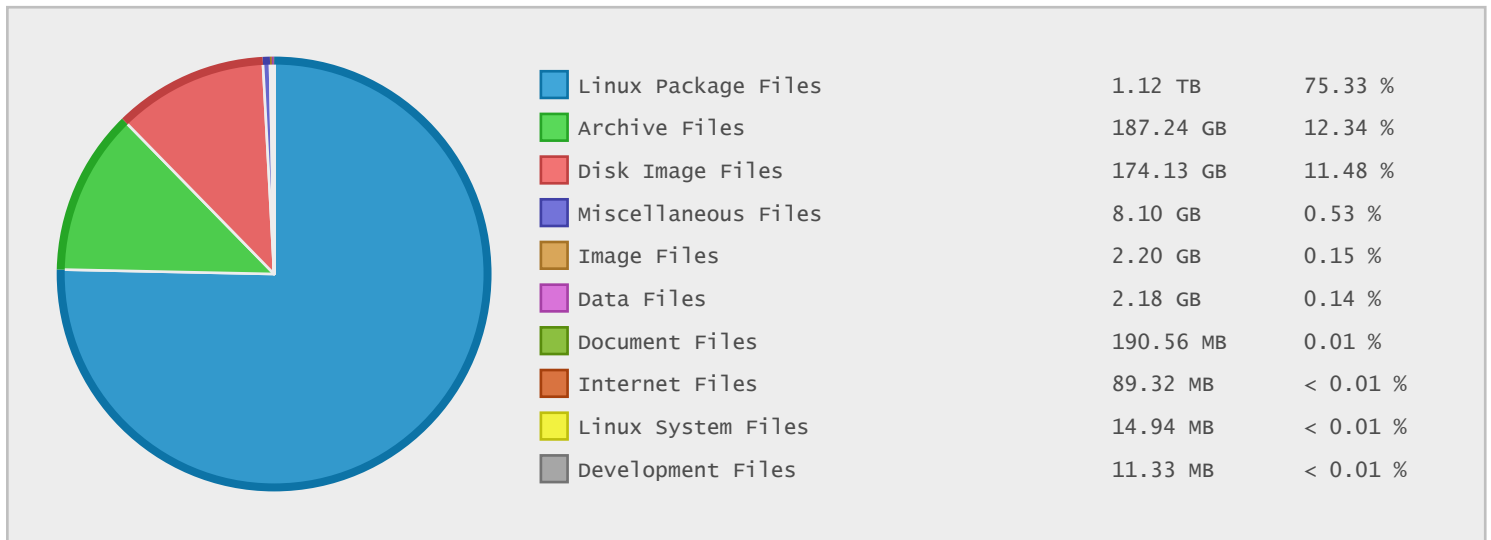 Linux Package Files 1.12 TB 75.33 %
Archive Files 187.24 GB 12.34 %
Disk Image Files 174.13 GB 11.48 %
Miscellaneous Files 8.10 GB 0.53 %
Image Files 2.20 GB 0.15 %
Data Files 2.18 GB 0.14 %
Document Files 190.56 MB 0.01 %
Internet Files 89.32 MB < 0.01 %
Linux System Files 14.94 MB < 0.01 %
Development Files 11.33 MB < 0.01 %